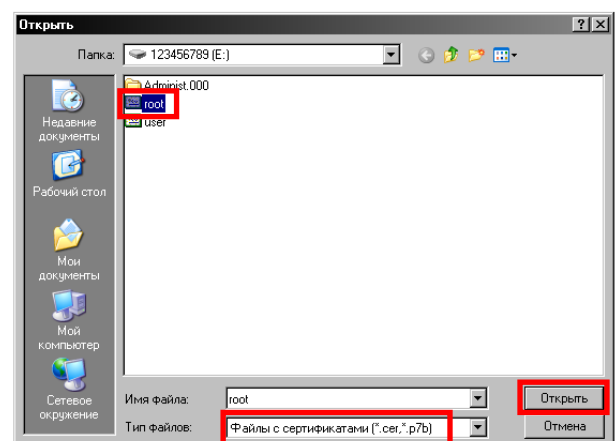 Открыть
Папка:
123456789 (E:)
Administ.000
root
user
Недавние
документы
Рабочий стол
Мои
документы
Мой
компьютер
Сетевое
окружение
Имя файла:
root
Открыть
Тип файлов:
Файлы с сертификатами (*.cer,*.p7b)
Отмена